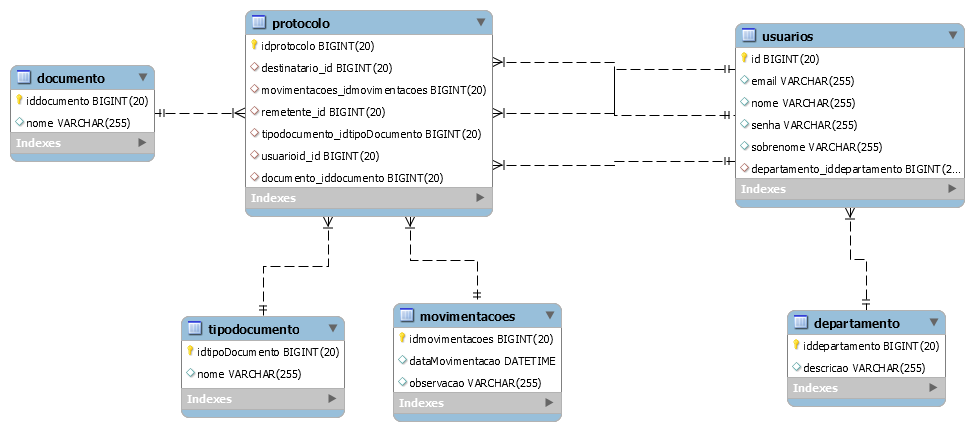 documento
iddocumento BIGINT(20)
nome VARCHAR(255)
Indexes
protocolo
idprotocolo BIGINT(20)
destinatario_id BIGINT(20)
movimentacoes_idmovimentacoes BIGINT(20)
remetente_id BIGINT(20)
tipodocumento_idtipoDocumento BIGINT(20)
usuarioid_id BIGINT(20)
documento_iddocumento BIGINT(20)
Indexes
usuarios
id BIGINT(20)
email VARCHAR(255)
nome VARCHAR(255)
senha VARCHAR(255)
sobrenome VARCHAR(255)
departamento_iddepartamento BIGINT(2...
Indexes
tipodocumento
idtipoDocumento BIGINT(20)
nome VARCHAR(255)
Indexes
movimentacoes
idmovimentacoes BIGINT(20)
dataMovimentacao DATETIME
observacao VARCHAR(255)
Indexes
departamento
iddepartamento BIGINT(20)
descricao VARCHAR(255)
Indexes